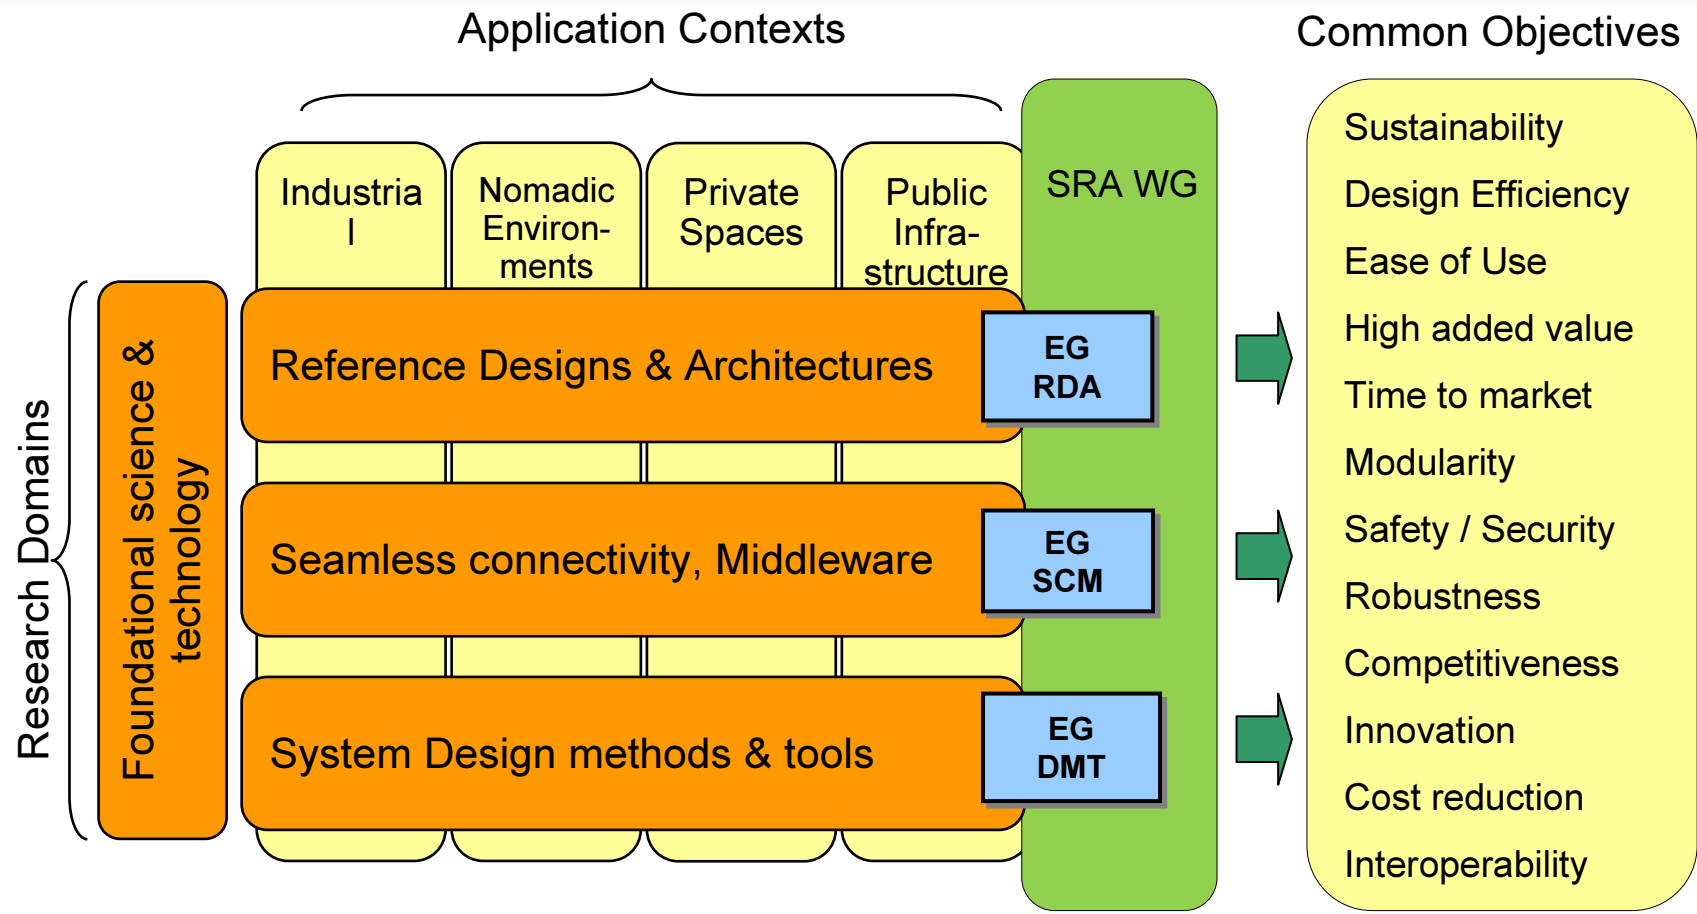 Application Contexts
Common Objectives
Industria
l
Nomadic
Environ-
ments
Private
Spaces
Public
Infra-
structure
SRA WG
Research Domains
Foundational science &
technology
Reference Designs & Architectures
EG
RDA
Seamless connectivity, Middleware
EG
SCM
System Design methods & tools
EG
DMT
Sustainability
Design Efficiency
Ease of Use
High added value
Time to market
Modularity
Safety / Security
Robustness
Competitiveness
Innovation
Cost reduction
Interoperability